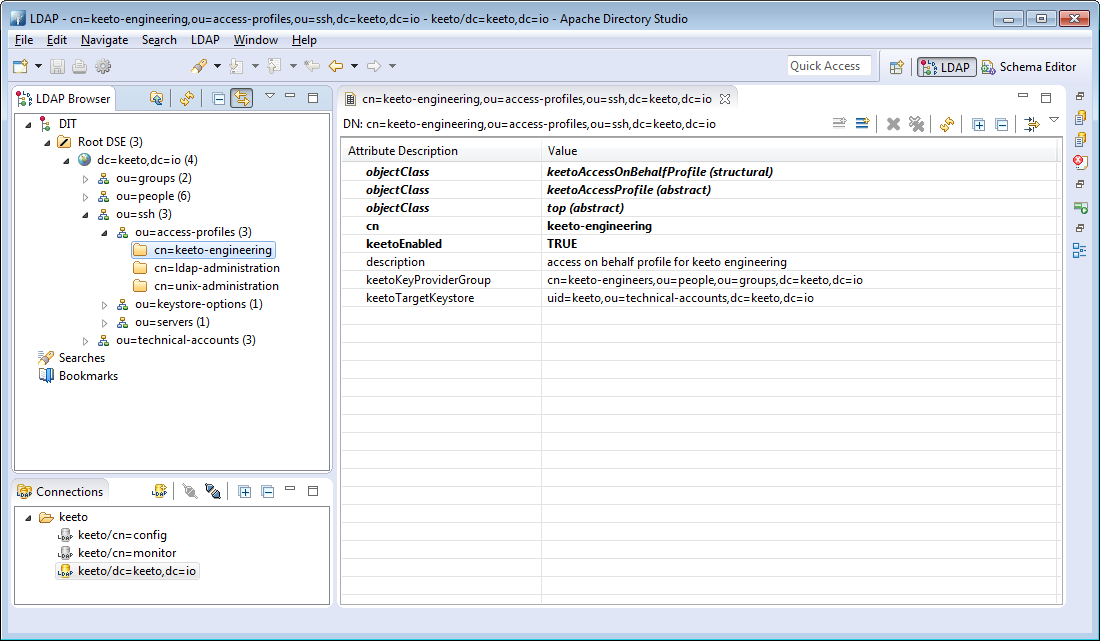 LDAP - cn=keeto-engineering,ou=access-profiles,ou=ssh,dc=keeto,dc=io - keeto/dc=keeto,dc=io - Apache Directory Studio
File Edit Navigate Search LDAP Window Help
Quick Access LDAP Schema Editor
LDAP Browser
DIT
Root DSE (3)
dc=keeto,dc=io (4)
ou=groups (2)
ou=people (6)
ou=ssh (3)
ou=access-profiles (3)
cn=keeto-engineering
cn=ldap-administration
cn=unix-administration
ou=keystore-options (1)
ou=servers (1)
ou=technical-accounts (3)
Searches
Bookmarks
Connections
keeto
keeto/cn=config
keeto/cn=monitor
keeto/dc=keeto,dc=io
cn=keeto-engineering,ou=access-profiles,ou=ssh,dc=keeto,dc=io
DN: cn=keeto-engineering,ou=access-profiles,ou=ssh,dc=keeto,dc=io
Attribute Description Value
objectClass keetoAccessOnBehalfProfile (structural)
objectClass keetoAccessProfile (abstract)
objectClass top (abstract)
cn keeto-engineering
keetoEnabled TRUE
description access on behalf profile for keeto engineering
keetoKeyProviderGroup cn=keeto-engineers,ou=people,ou=groups,dc=keeto,dc=io
keetoTargetKeystore uid=keeto,ou=technical-accounts,dc=keeto,dc=io